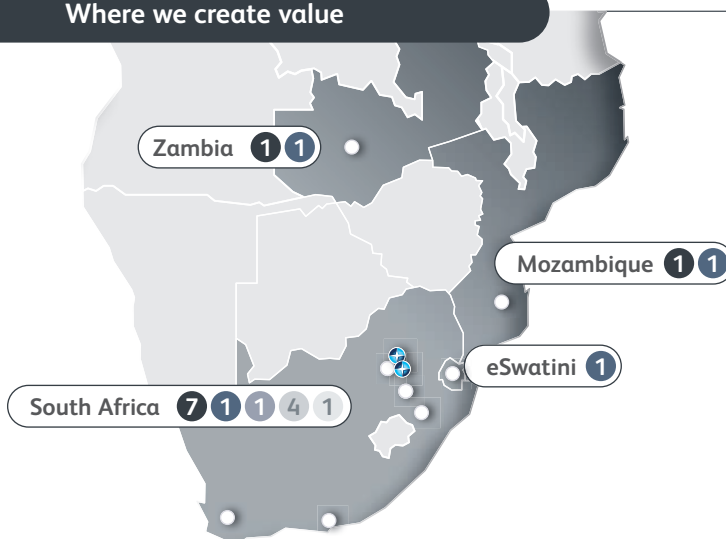 Where we create value
Zambia 1 1
Mozambique 1 1
eSwatini 1
South Africa 7 1 1 4 1